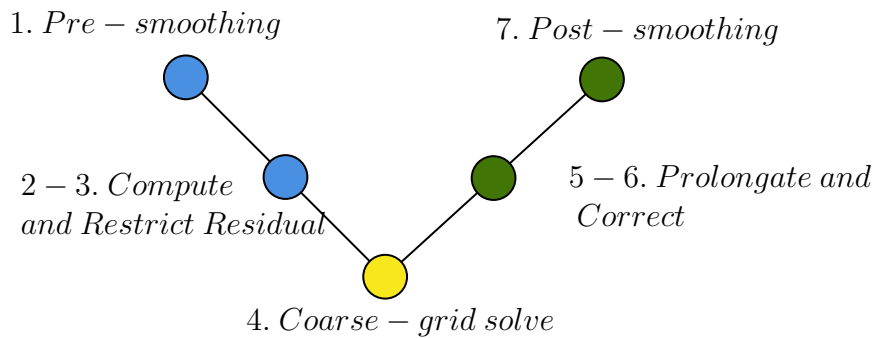 1. Pre − smoothing
7. Post − smoothing
2 − 3. Compute
and Restrict Residual
5 − 6. Prolongate and
Correct
4. Coarse − grid solve